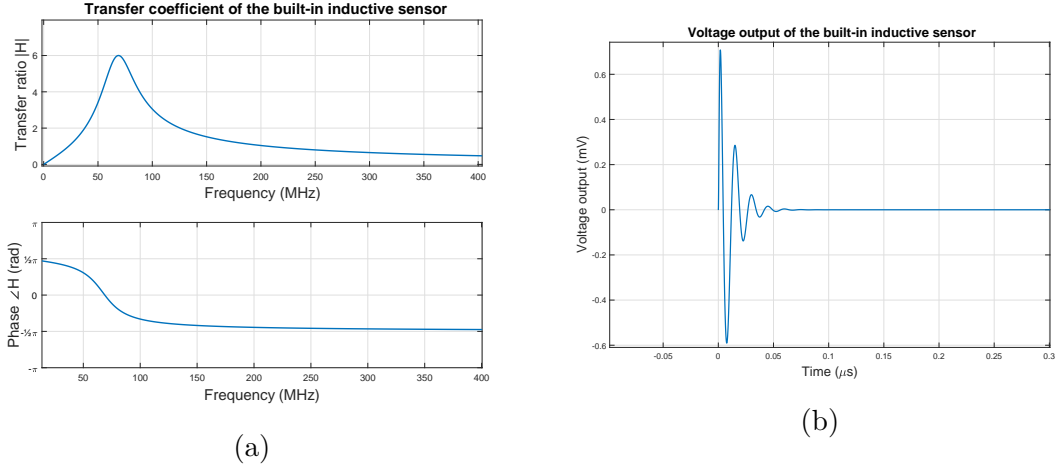 Transfer coefficient of the built-in inductive sensor
Transfer ratio |H|
6
4
2
0
0 50 100 150 200 250 300 350 400
Frequency (MHz)
Phase ∠H (rad)
π
½π
0
-½π
-π
50 100 150 200 250 300 350 400
Frequency (MHz)
(a)
Voltage output of the built-in inductive sensor
Voltage output (mV)
0.6
0.4
0.2
0
-0.2
-0.4
-0.6
-0.05 0 0.05 0.1 0.15 0.2 0.25 0.3
Time (μs)
(b)